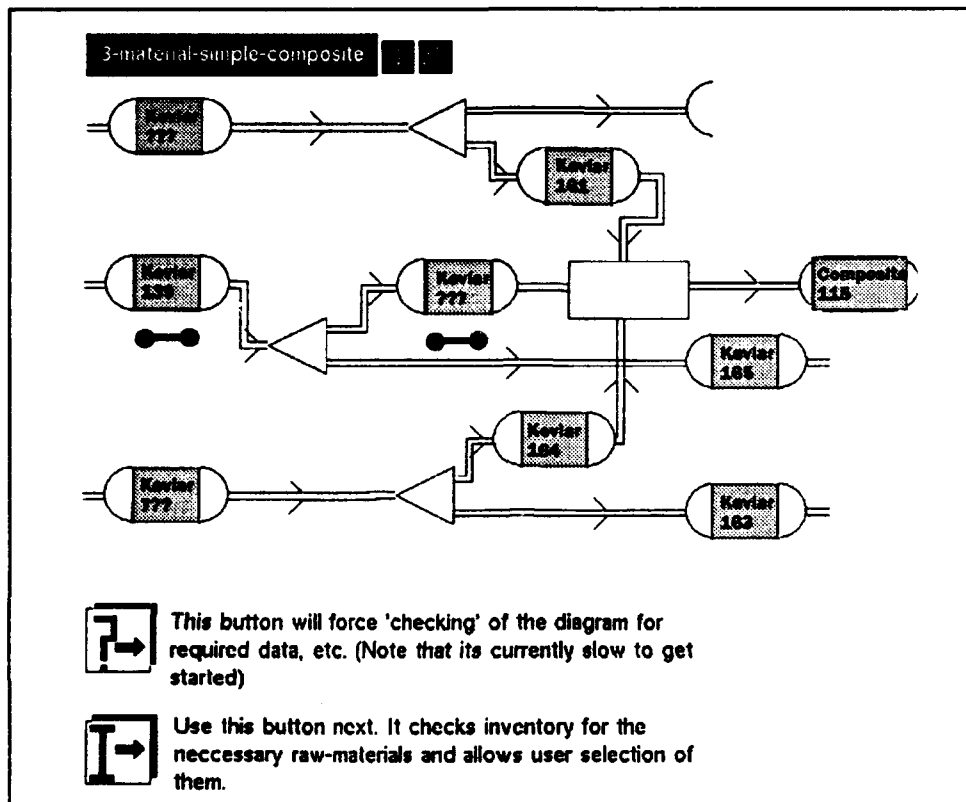 3-material-simple-composite
Kevlar
???
Kevlar
161
Kevlar
Kevlar
???
Composite
115
Kevlar
165
Kevlar
164
Kevlar
???
Kevlar
163
This button will force 'checking' of the diagram for
required data, etc. (Note that its currently slow to get
started)
Use this button next. It checks inventory for the
neccessary raw-materials and allows user selection of
them.